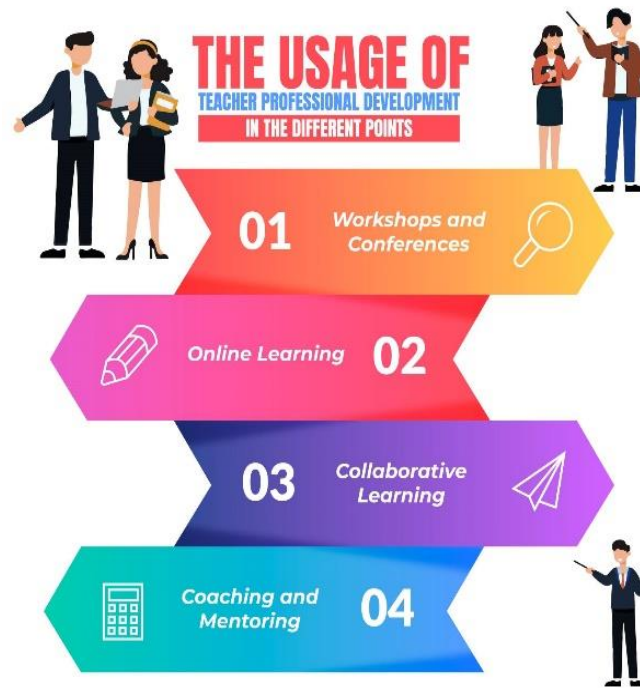 THE USAGE OF
TEACHER PROFESSIONAL DEVELOPMENT
IN THE DIFFERENT POINTS
01
Workshops and
Conferences
Online Learning
02
03
Collaborative
Learning
Coaching and
Mentoring
04